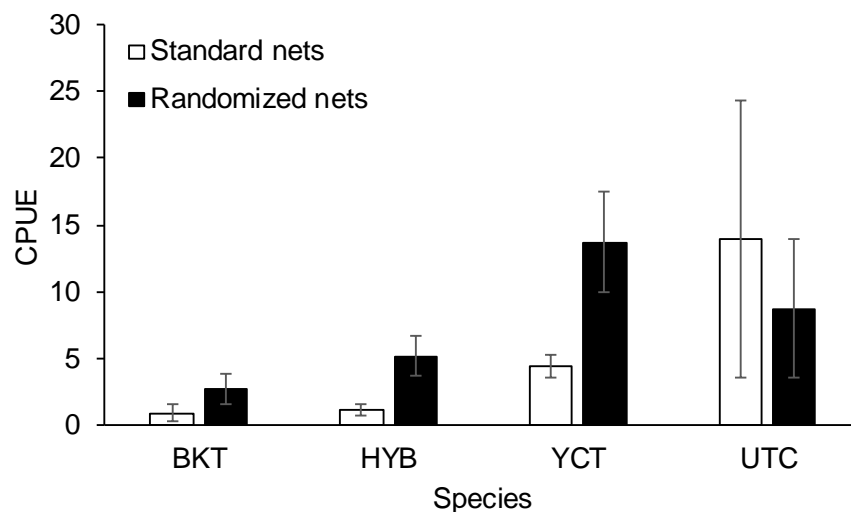 30
25
20
15
10
5
0
CPUE
Standard nets
Randomized nets
BKT HYB YCT UTC
Species